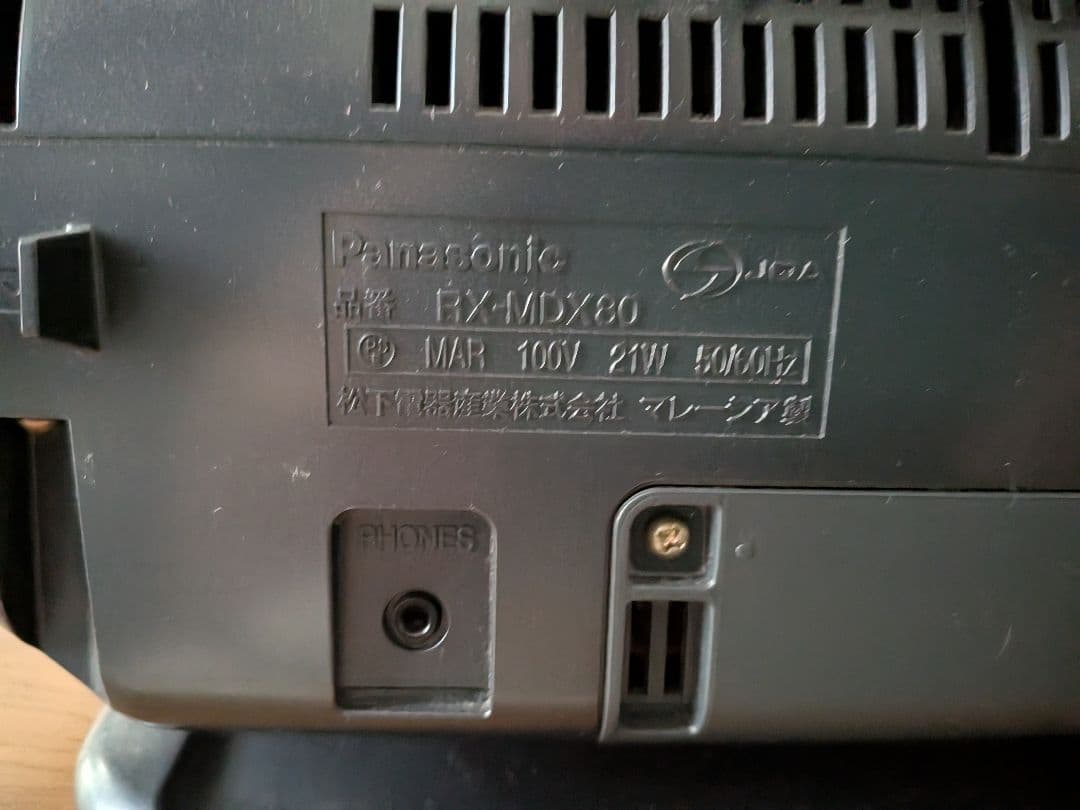 Panasonic
JQA
品番 RX-MDX80
MAR 100V 21W 50/60Hz
松下電器産業株式会社 マレーシア製
PHONES